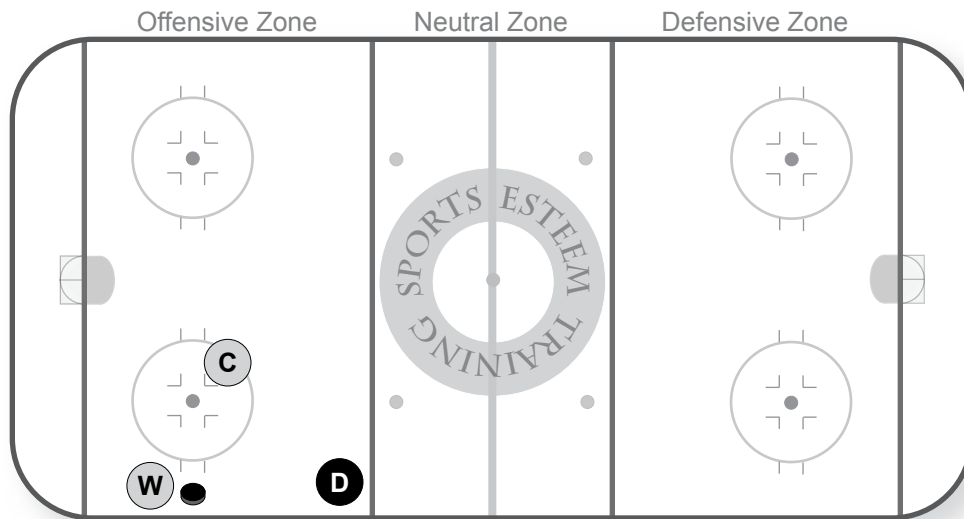 Offensive Zone Neutral Zone Defensive Zone
SPORTS ESTEEM TRAINING
C
W D